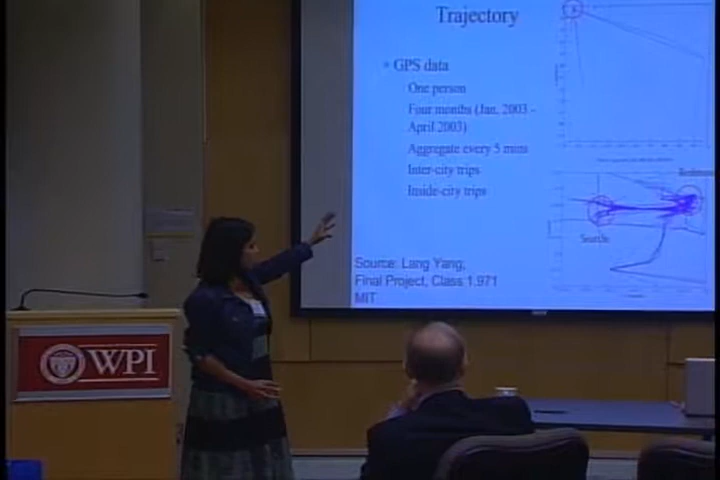 Trajectory
GPS data
One person
Four months (Jan, 2003 -
April 2003)
Aggregate every 5 mins
Inter-city trips
Inside-city trips
Seattle
Source: Lang Yang,
Final Project, Class 1.971
MIT
WPI